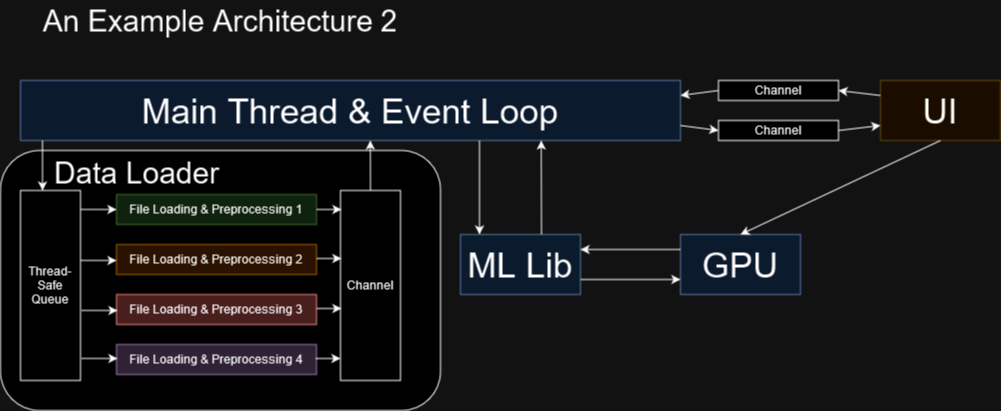 An Example Architecture 2
Main Thread & Event Loop
Channel
Channel
UI
Data Loader
Thread-
Safe
Queue
File Loading & Preprocessing 1
File Loading & Preprocessing 2
File Loading & Preprocessing 3
File Loading & Preprocessing 4
Channel
ML Lib
GPU